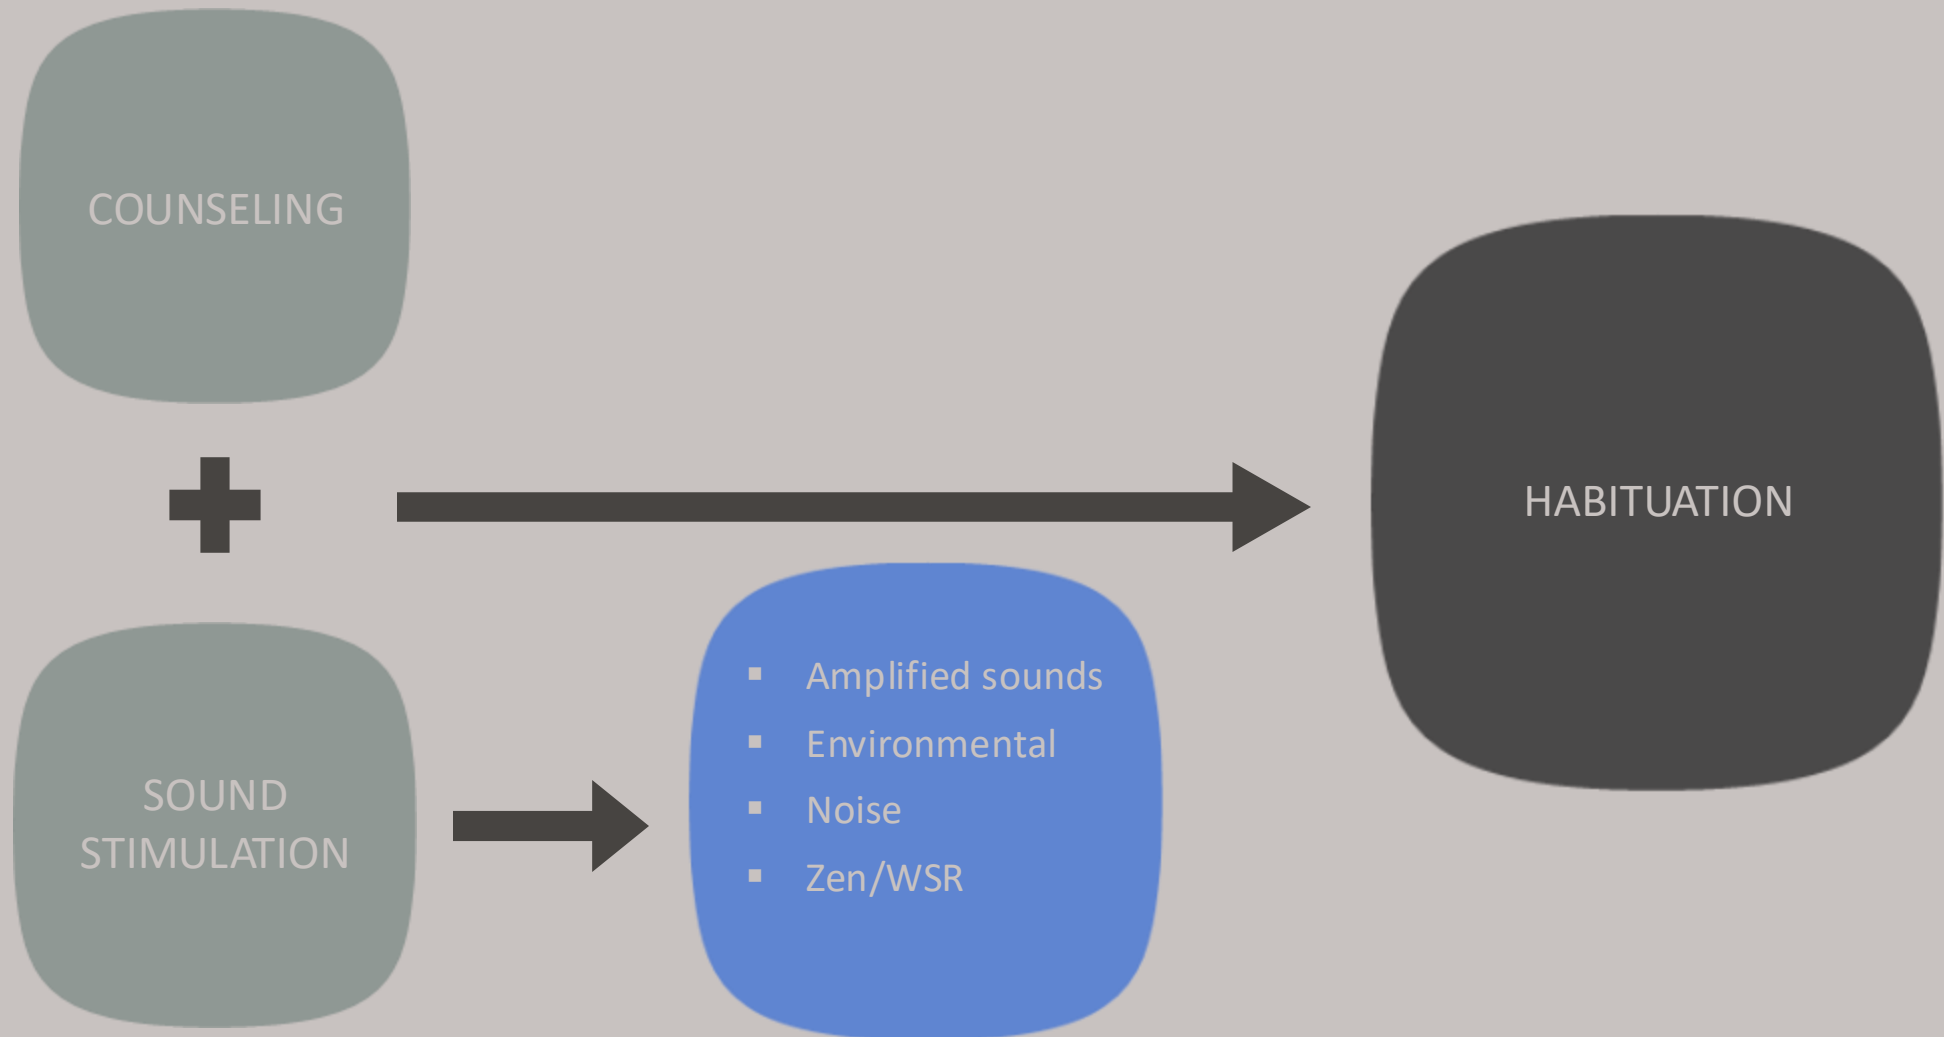 COUNSELING
HABITUATION
SOUND
STIMULATION
▪ Amplified sounds
▪ Environmental
▪ Noise
▪ Zen/WSR